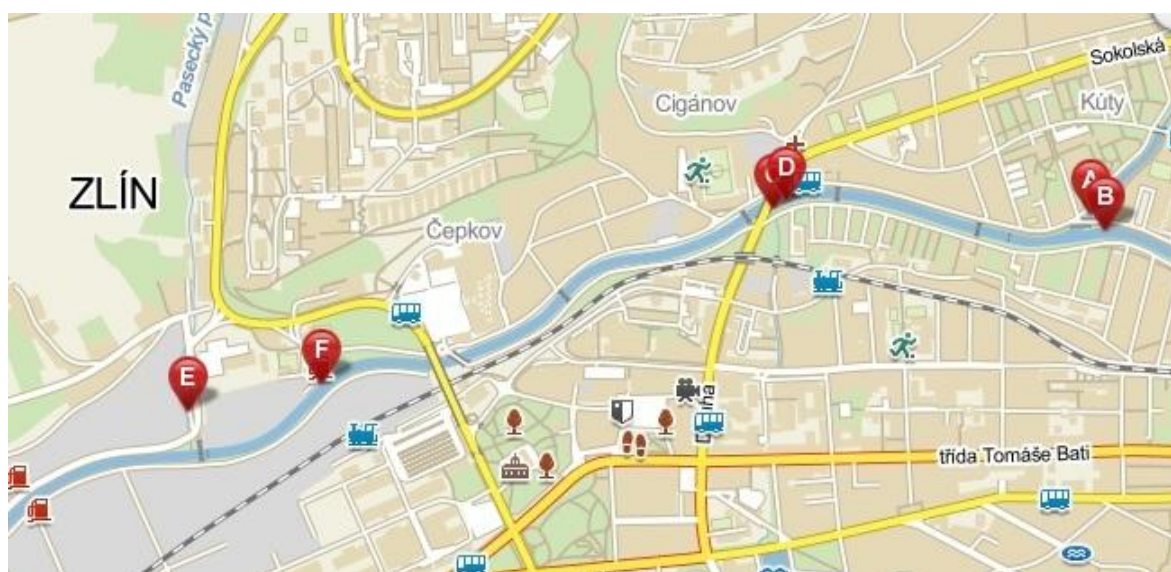 Pasecký p
Sokolská
Cigánov
Kúty
D
A
B
ZLÍN
Čepkov
F
E
třída Tomáše Bati